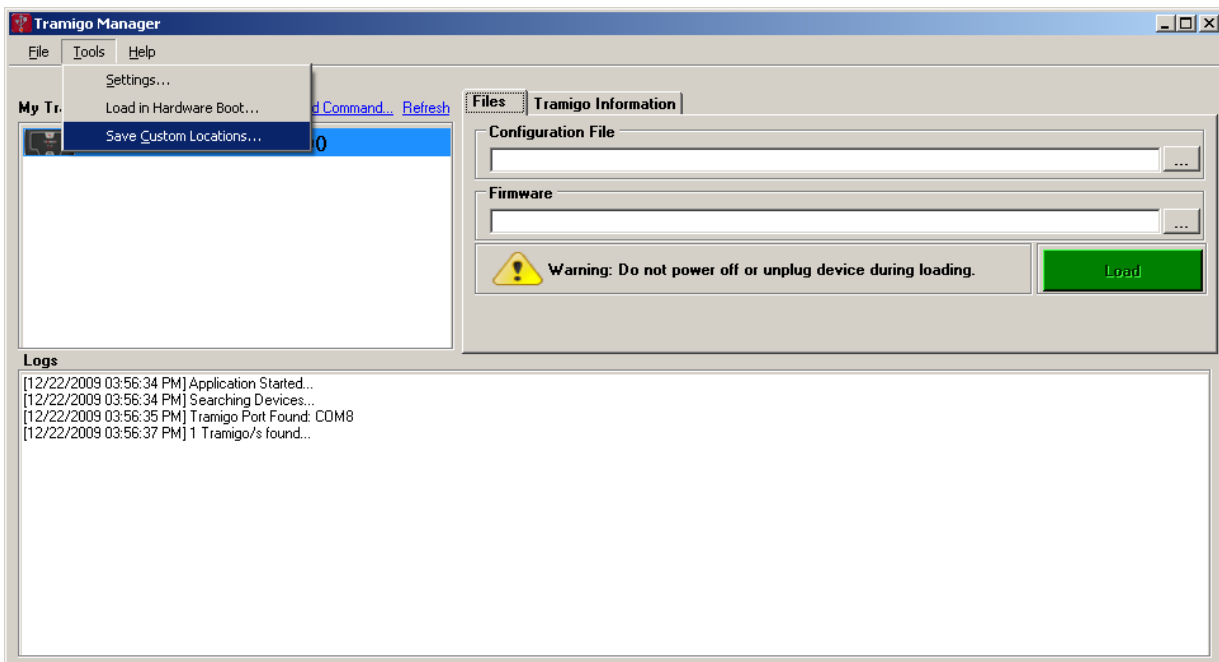 Tramigo Manager
File Tools Help
Settings...
Load in Hardware Boot...
Save Custom Locations...
My Command... Refresh
Files Tramigo Information
Configuration File
...
Firmware
...
Warning: Do not power off or unplug device during loading.
Load
Logs
[12/22/2009 03:56:34 PM] Application Started...
[12/22/2009 03:56:34 PM] Searching Devices...
[12/22/2009 03:56:35 PM] Tramigo Port Found: COM8
[12/22/2009 03:56:37 PM] 1 Tramigo/s found...